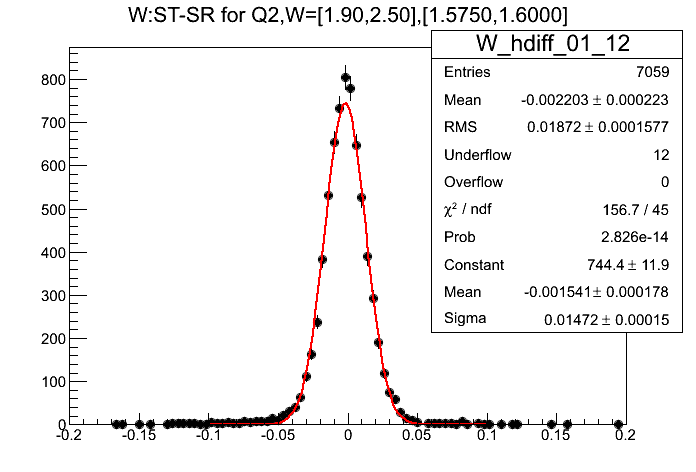 W:ST-SR for Q2,W=[1.90,2.50],[1.5750,1.6000]
W_hdiff_01_12
Entries 7059
Mean -0.002203 ± 0.000223
RMS 0.01872 ± 0.0001577
Underflow 12
Overflow 0
χ² / ndf 156.7 / 45
Prob 2.826e-14
Constant 744.4 ± 11.9
Mean -0.001541 ± 0.000178
Sigma 0.01472 ± 0.00015
800
700
600
500
400
300
200
100
0
-0.2 -0.15 -0.1 -0.05 0 0.05 0.1 0.15 0.2